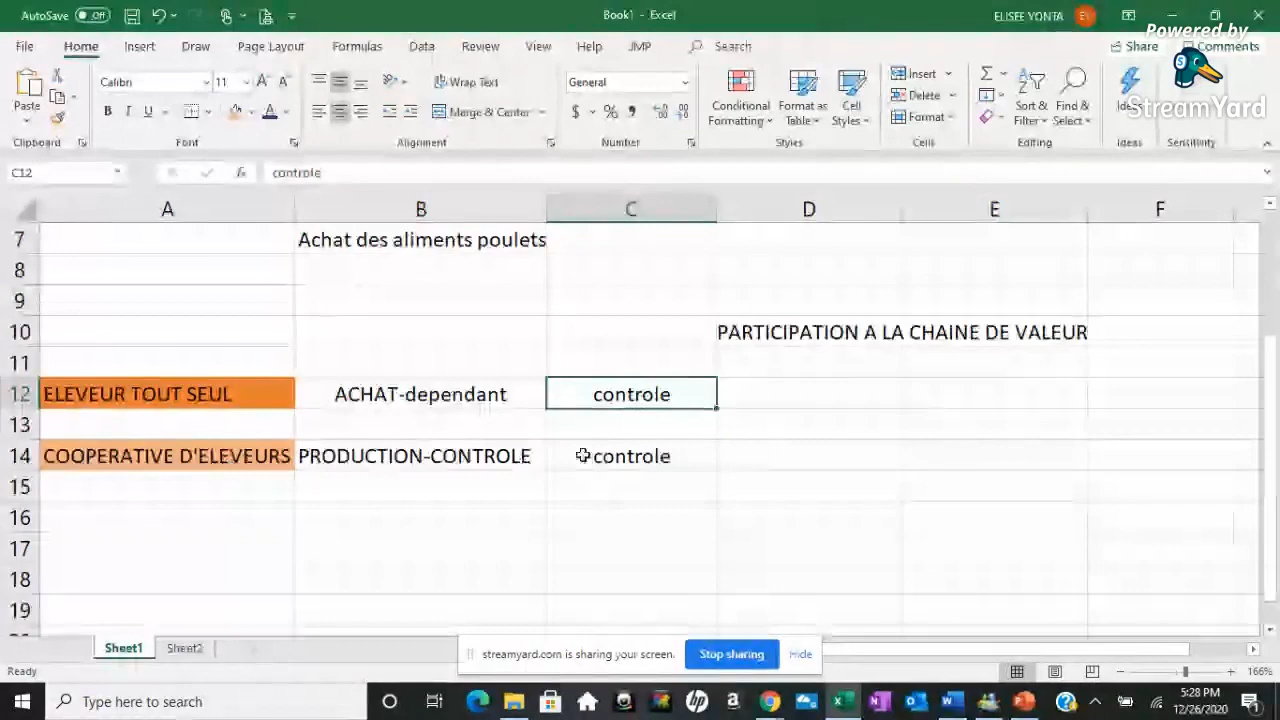 AutoSave Off Book1 - Excel ELISEE YONTA EY
Powered by
StreamYard
File Home Insert Draw Page Layout Formulas Data Review View Help JMP Search Share Comments
Calibri 11 Wrap Text General Insert
Paste Merge & Center Conditional Formatting Format as Table Cell Styles Delete Format Sort & Filter Find & Select Ideas
Clipboard Font Alignment Number Styles Cells Editing Ideas Sensitivity
C12 fx controle
A B C D E F
7 Achat des aliments poulets
8
9
10 PARTICIPATION A LA CHAINE DE VALEUR
11
12 ELEVEUR TOUT SEUL ACHAT-dependant controle
13
14 COOPERATIVE D'ELEVEURS PRODUCTION-CONTROLE controle
15
16
17
18
19
Sheet1 Sheet2
streamyard.com is sharing your screen. Stop sharing Hide
Ready 166%
Type here to search 5:28 PM
12/26/2020